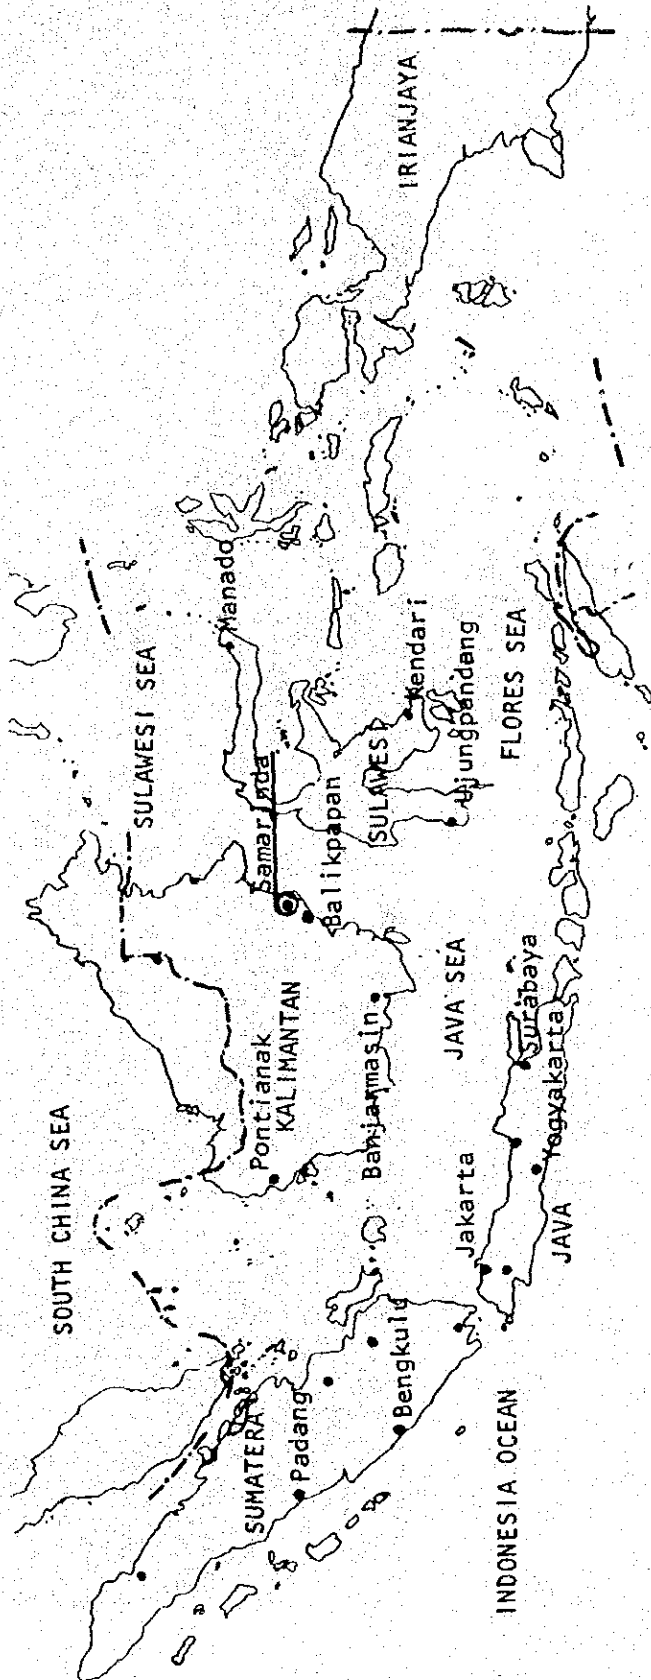 SOUTH CHINA SEA
SULAWESI SEA
Manado
Samarinda
Balikpapan
Pontianak
KALIMANTAN
SUMATERA
Padang
Bengkulu
Banjarmasin
SULAWESI
Kendari
Ujungpandang
IRIANJAYA
JAVA SEA
FLORES SEA
Jakarta
Surabaya
Yogyakarta
JAVA
INDONESIA OCEAN